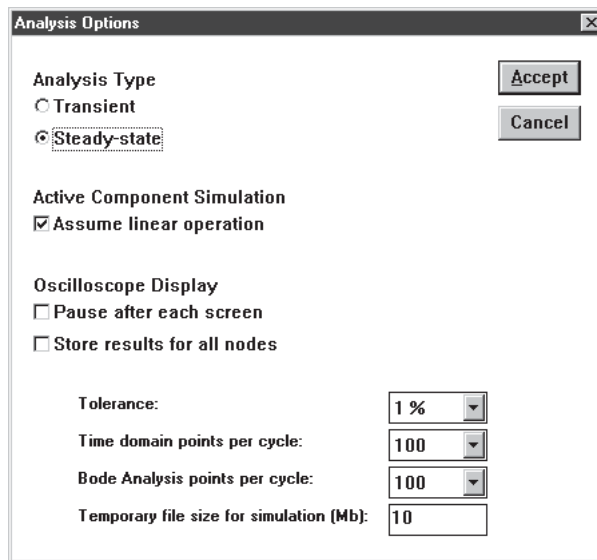 Analysis Options
Analysis Type
Accept
Transient
Steady-state
Cancel
Active Component Simulation
Assume linear operation
Oscilloscope Display
Pause after each screen
Store results for all nodes
Tolerance: 1 %
Time domain points per cycle: 100
Bode Analysis points per cycle: 100
Temporary file size for simulation (Mb): 10